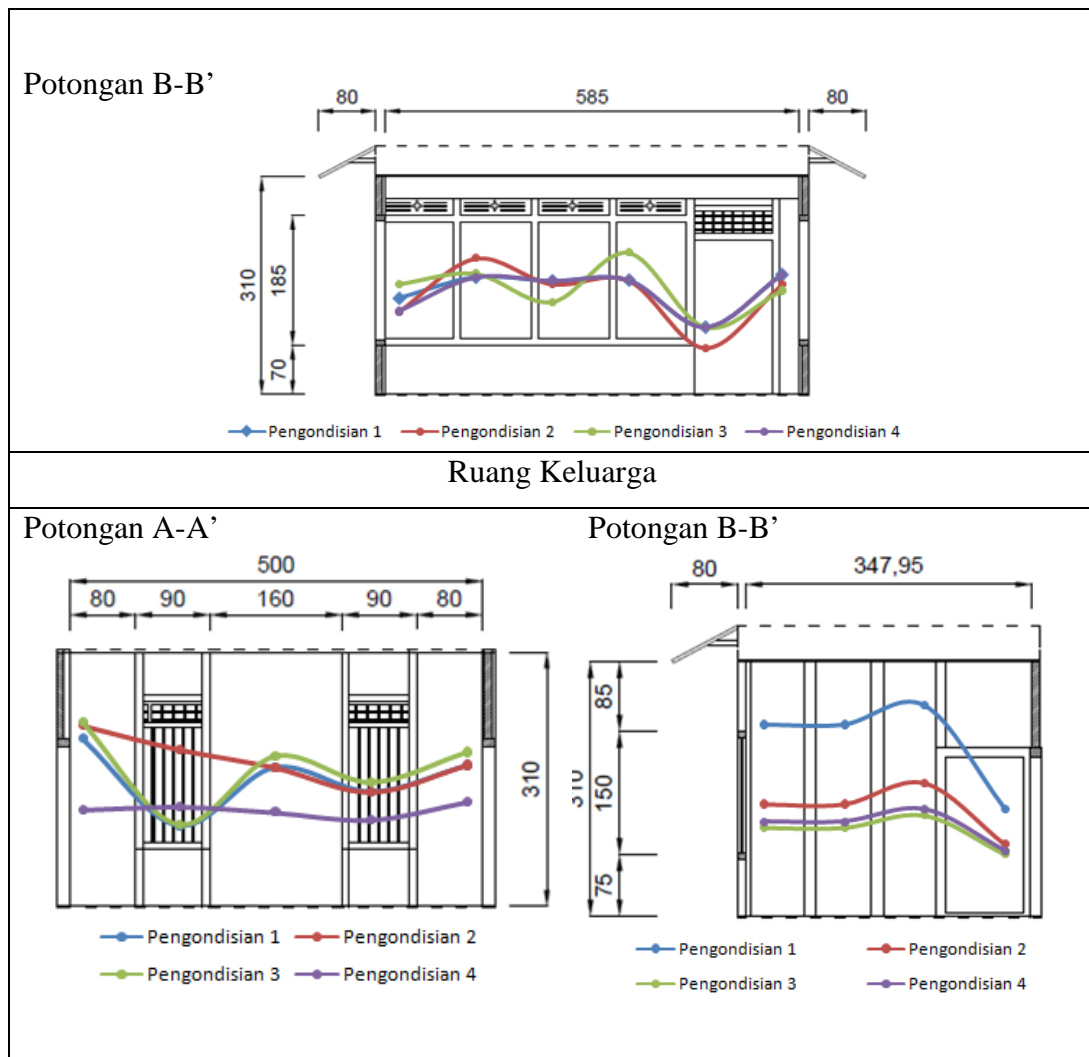 Potongan B-B’
80 585 80
310
185
70
Pengondisian 1 Pengondisian 2 Pengondisian 3 Pengondisian 4
Ruang Keluarga
Potongan A-A’
500
80 90 160 90 80
310
Pengondisian 1 Pengondisian 2
Pengondisian 3 Pengondisian 4
Potongan B-B’
80 347,95
310
85
150
75
Pengondisian 1 Pengondisian 2
Pengondisian 3 Pengondisian 4